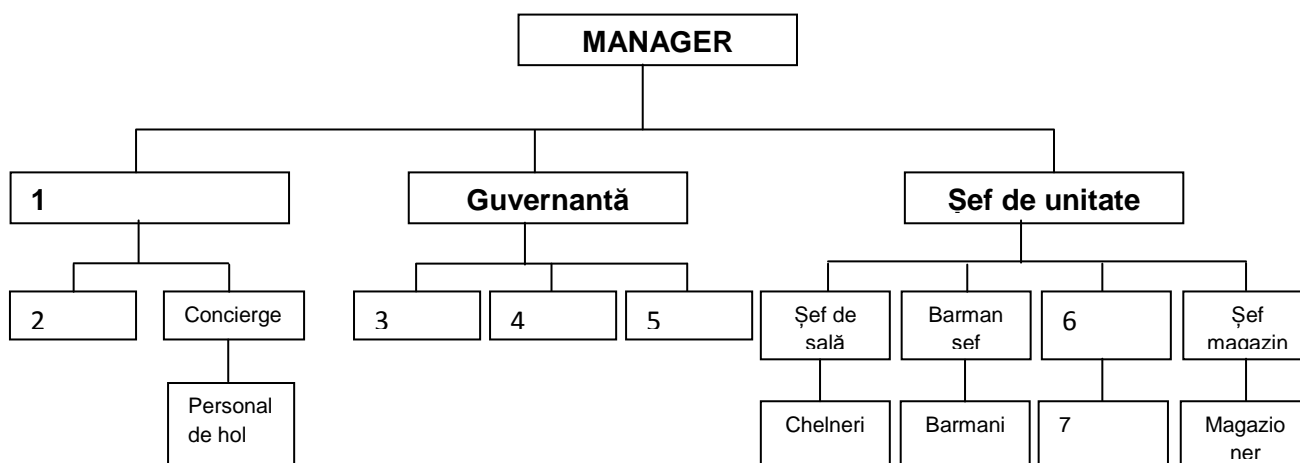 MANAGER
1
Guvernantă
Șef de unitate
2
Concierge
3
4
5
Șef de
sală
Barman
șef
6
Șef
magazin
Personal
de hol
Chelneri
Barmani
7
Magazio
ner